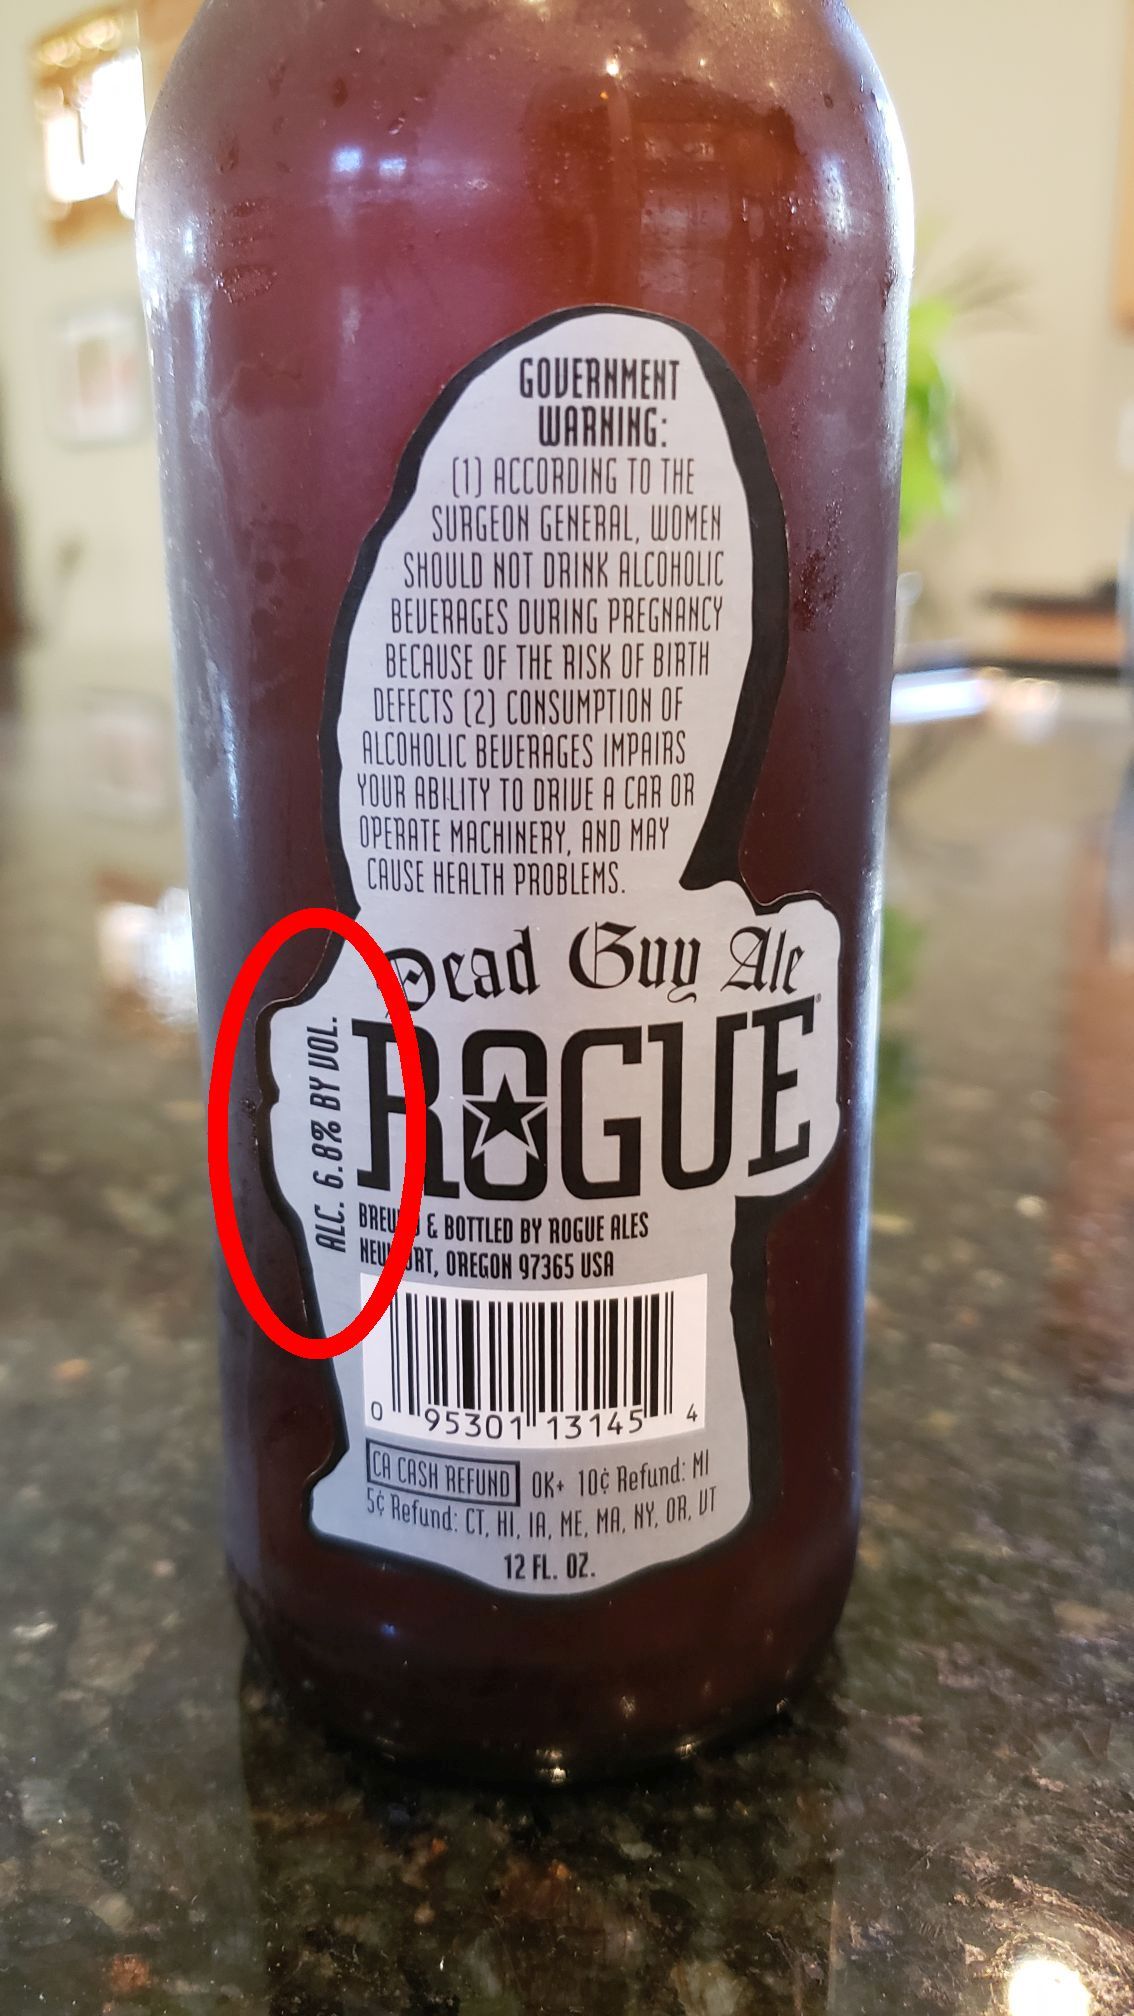 GOVERNMENT
WARNING:
(1) ACCORDING TO THE
SURGEON GENERAL, WOMEN
SHOULD NOT DRINK ALCOHOLIC
BEVERAGES DURING PREGNANCY
BECAUSE OF THE RISK OF BIRTH
DEFECTS (2) CONSUMPTION OF
ALCOHOLIC BEVERAGES IMPAIRS
YOUR ABILITY TO DRIVE A CAR OR
OPERATE MACHINERY, AND MAY
CAUSE HEALTH PROBLEMS.
Dead Guy Ale
ROGUE®
ALC. 6.8% BY VOL.
BREWED & BOTTLED BY ROGUE ALES
NEWPORT, OREGON 97365 USA
0 95301 13145 4
CA CASH REFUND OK+ 10¢ Refund: MI
5¢ Refund: CT, HI, IA, ME, MA, NY, OR, VT
12 FL. OZ.